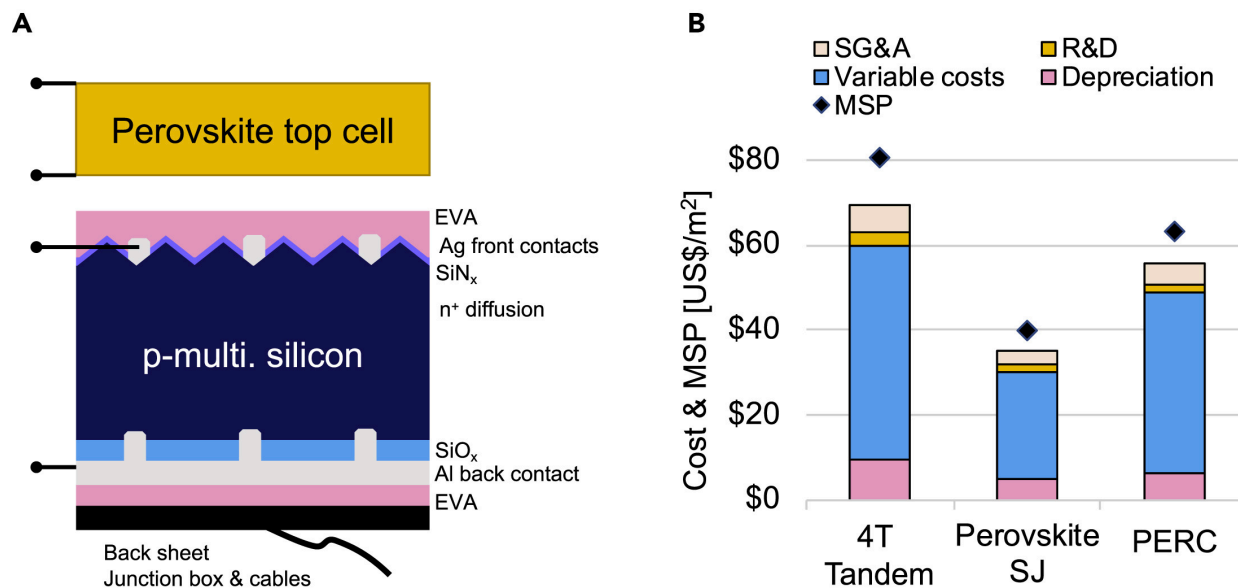 A
Perovskite top cell
EVA
Ag front contacts
SiNx
n+ diffusion
p-multi. silicon
SiOx
Al back contact
EVA
Back sheet
Junction box & cables
B
SG&A
R&D
Variable costs
Depreciation
MSP
Cost & MSP [US$/m²]
$80
$60
$40
$20
$0
4T
Tandem
Perovskite
SJ
PERC